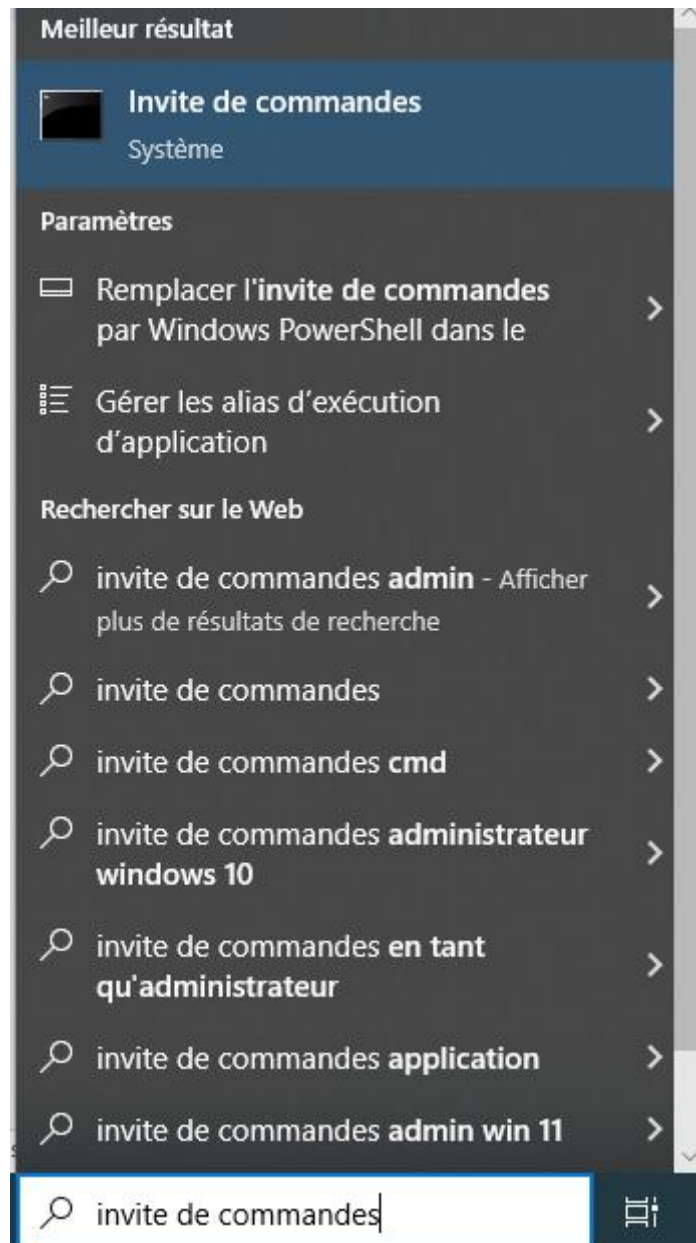 Meilleur résultat
Invite de commandes
Système
Paramètres
Remplacer l'invite de commandes
par Windows PowerShell dans le
Gérer les alias d’exécution
d’application
Rechercher sur le Web
invite de commandes admin - Afficher
plus de résultats de recherche
invite de commandes
invite de commandes cmd
invite de commandes administrateur
windows 10
invite de commandes en tant
qu'administrateur
invite de commandes application
invite de commandes admin win 11
invite de commandes